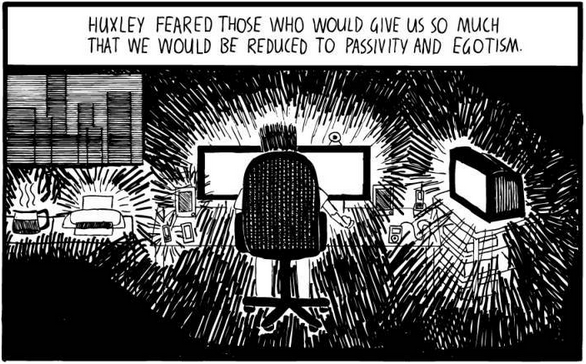 HUXLEY FEARED THOSE WHO WOULD GIVE US SO MUCH
THAT WE WOULD BE REDUCED TO PASSIVITY AND EGOTISM.